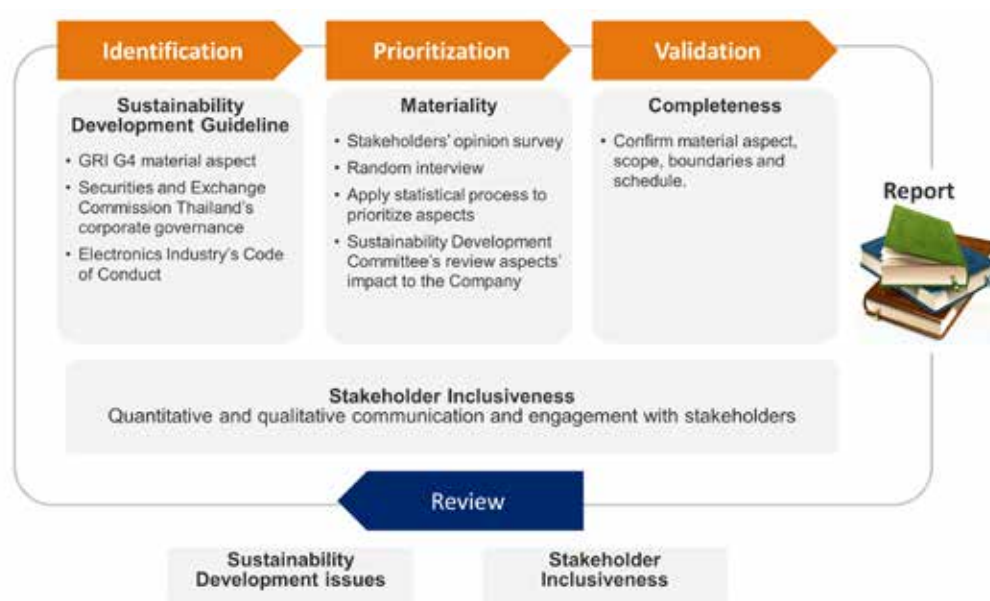 Identification
Prioritization
Validation
Sustainability
Development Guideline
• GRI G4 material aspect
• Securities and Exchange
Commission Thailand's
corporate governance
• Electronics Industry's Code
of Conduct
Materiality
• Stakeholders' opinion survey
• Random interview
• Apply statistical process to
prioritize aspects
• Sustainability Development
Committee's review aspects'
impact to the Company
Completeness
• Confirm material aspect,
scope, boundaries and
schedule.
Report
Stakeholder Inclusiveness
Quantitative and qualitative communication and engagement with stakeholders
Review
Sustainability
Development issues
Stakeholder
Inclusiveness